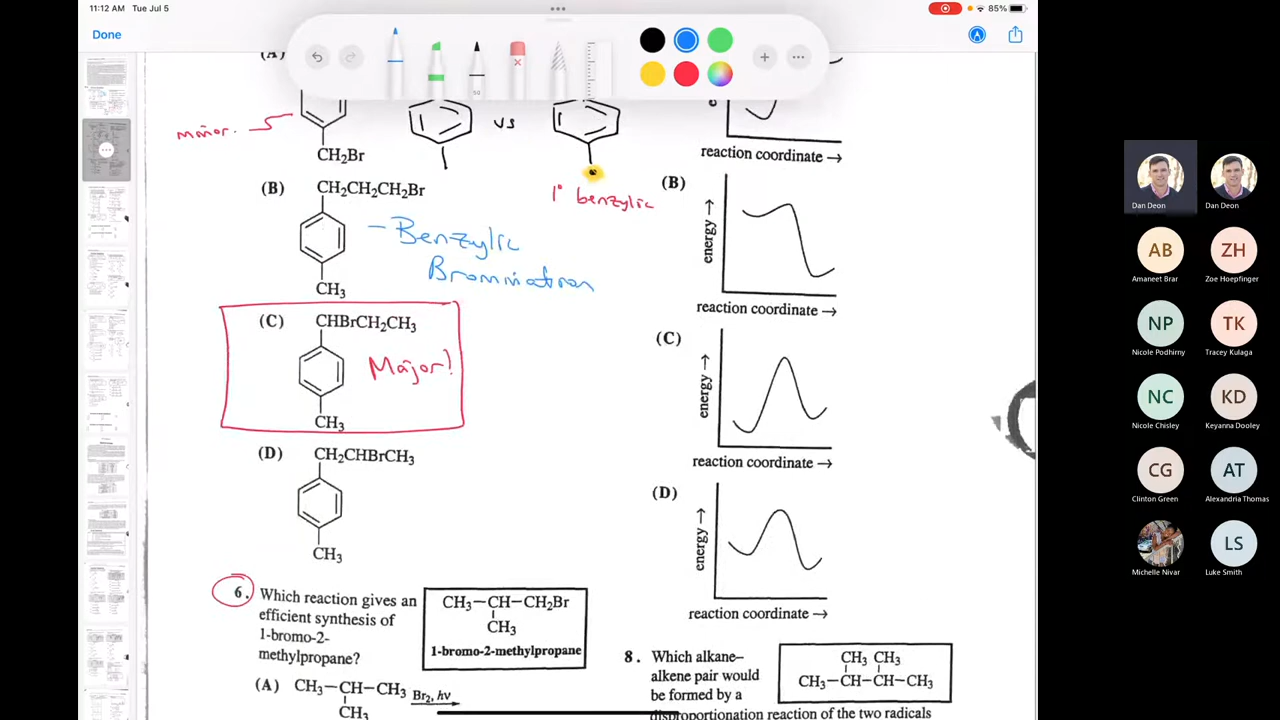 11:12 AM Tue Jul 5
85%
Done
(A)
minor.
CH2Br
vs
1° benzylic
(B) CH2CH2CH2Br
- Benzylic
Bromination
CH3
(C) CHBrCH2CH3
Major!
CH3
(D) CH2CHBrCH3
CH3
6. Which reaction gives an
efficient synthesis of
1-bromo-2-
methylpropane?
CH3—CH—CH2Br
CH3
1-bromo-2-methylpropane
(A) CH3—CH—CH3 Br2, hν
CH3
reaction coordinate →
(B)
energy →
reaction coordinate →
(C)
energy →
reaction coordinate →
(D)
energy →
reaction coordinate →
8. Which alkane–
alkene pair would
be formed by a
disproportionation reaction of the two radicals
CH3 CH3
CH3—CH—CH—CH3
Dan Deon
Dan Deon
AB
Amaneet Brar
ZH
Zoe Hoepfinger
NP
Nicole Podhirny
TK
Tracey Kulaga
NC
Nicole Chisley
KD
Keyanna Dooley
CG
Clinton Green
AT
Alexandria Thomas
Michelle Nivar
LS
Luke Smith